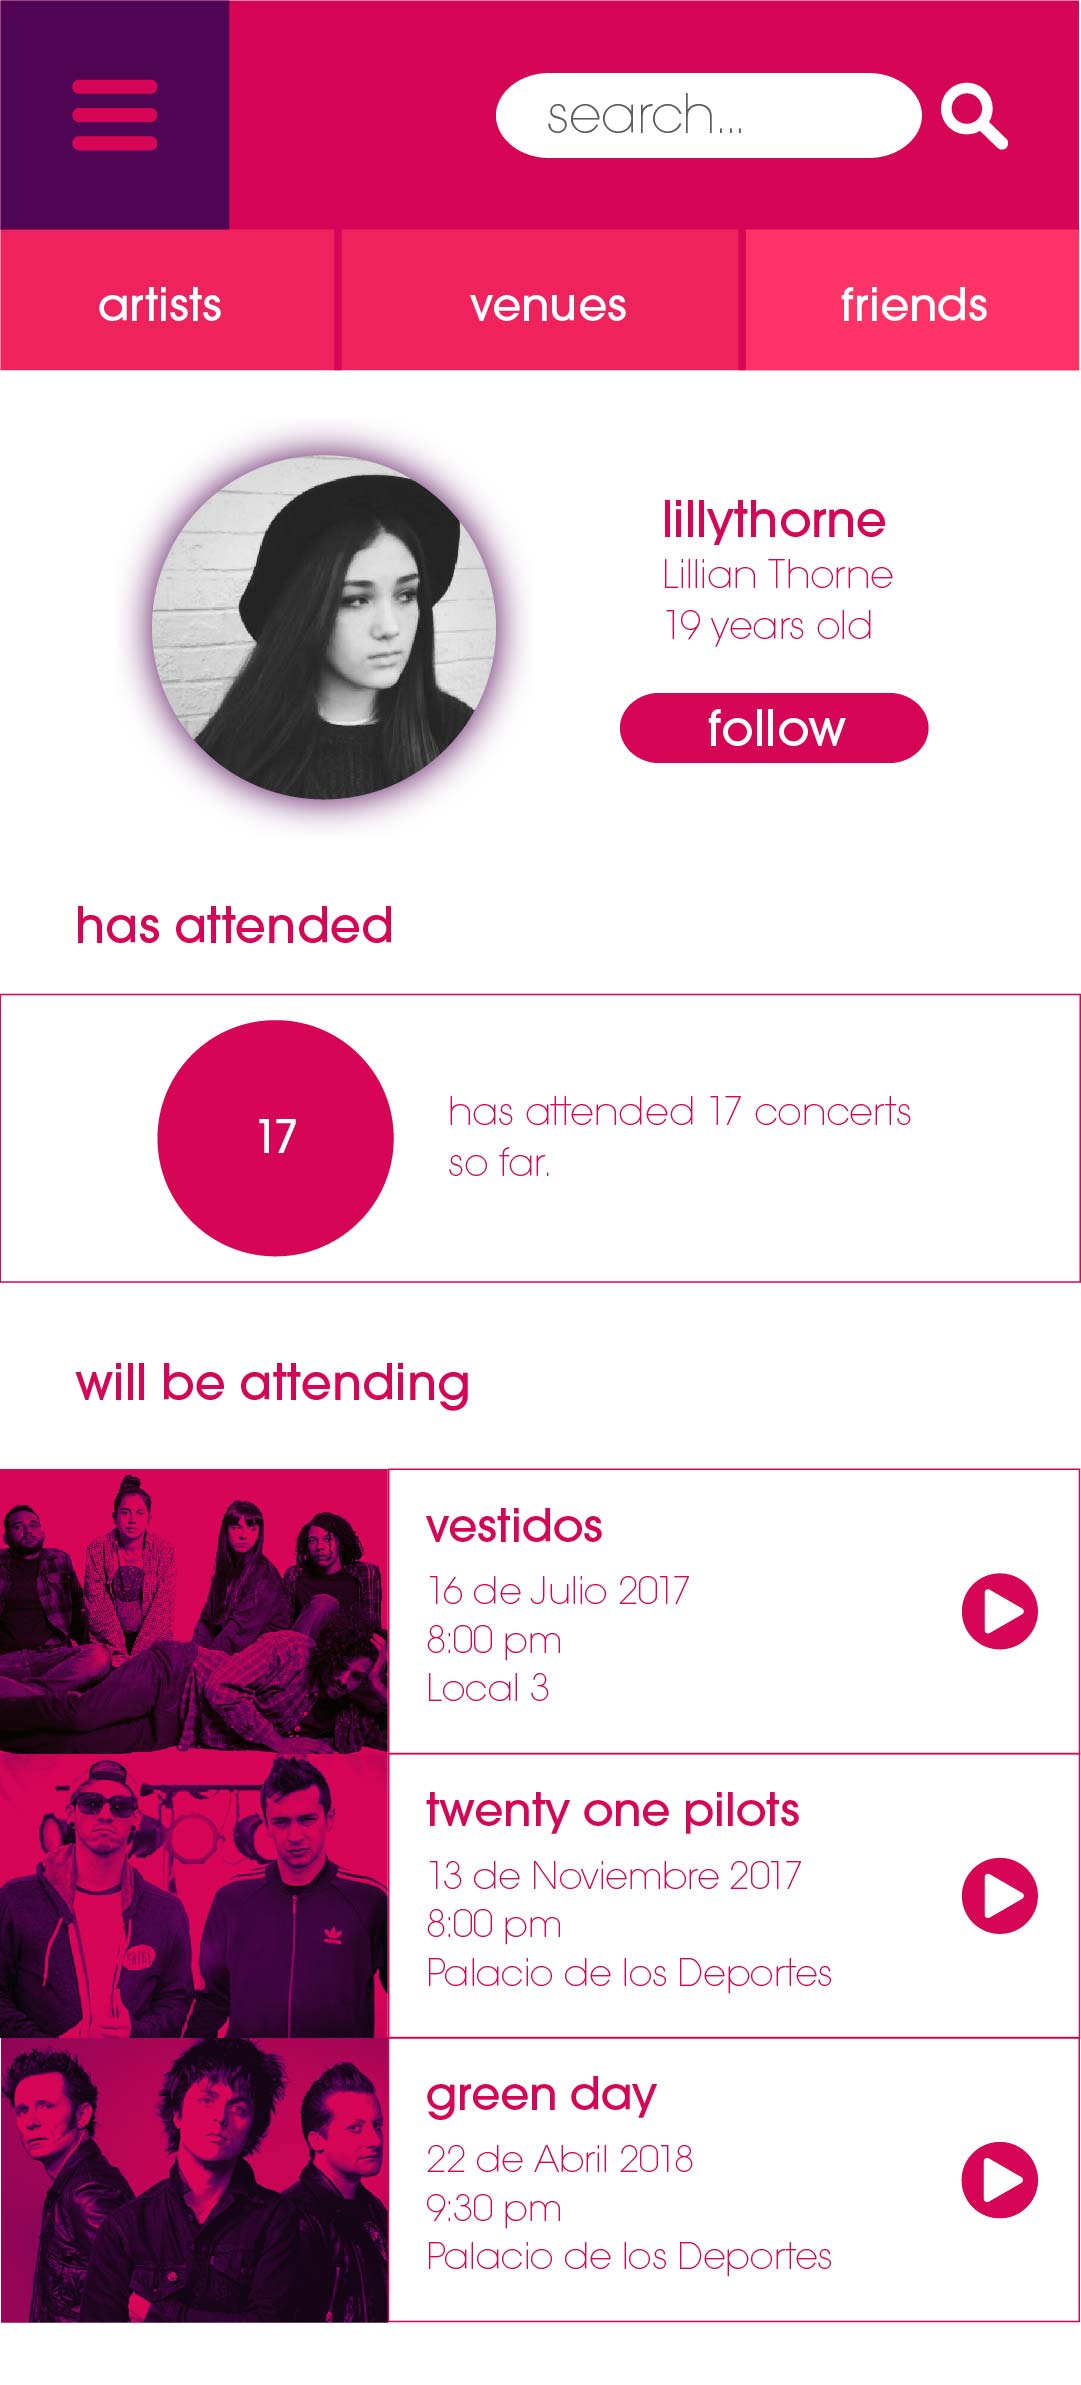 search...
artists
venues
friends
lillythorne
Lillian Thorne
19 years old
follow
has attended
17
has attended 17 concerts
so far.
will be attending
vestidos
16 de Julio 2017
8:00 pm
Local 3
twenty one pilots
13 de Noviembre 2017
8:00 pm
Palacio de los Deportes
green day
22 de Abril 2018
9:30 pm
Palacio de los Deportes